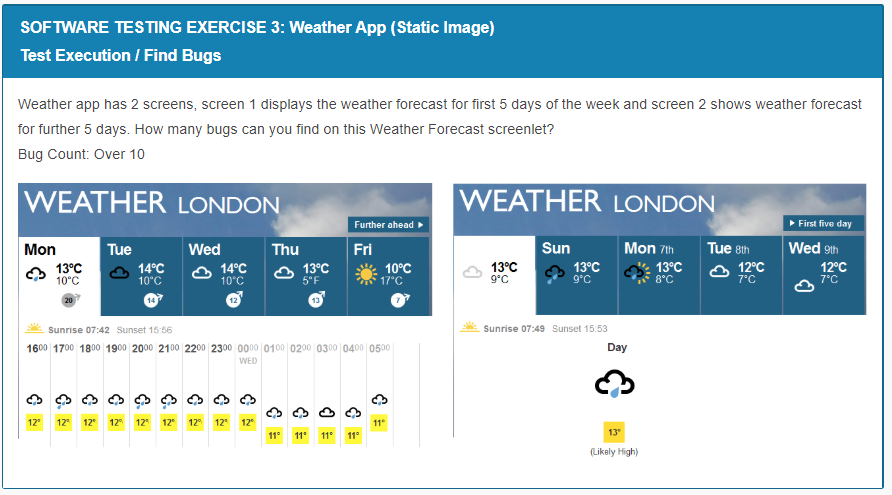 SOFTWARE TESTING EXERCISE 3: Weather App (Static Image)
Test Execution / Find Bugs
Weather app has 2 screens, screen 1 displays the weather forecast for first 5 days of the week and screen 2 shows weather forecast
for further 5 days. How many bugs can you find on this Weather Forecast screenlet?
Bug Count: Over 10
WEATHER LONDON
Further ahead
Mon Tue Wed Thu Fri
13°C 14°C 14°C 13°C 10°C
10°C 10°C 10°C 5°F 17°C
20 14 12 13 7
Sunrise 07:42 Sunset 15:56
1600 1700 1800 1900 2000 2100 2200 2300 0000 0100 0200 0300 0400 0500
WED
12° 12° 12° 12° 12° 12° 12° 12° 12° 11° 11° 11° 11° 11°
WEATHER LONDON
First five day
Sun Mon 7th Tue 8th Wed 9th
13°C 13°C 13°C 12°C 12°C
9°C 9°C 8°C 7°C 7°C
Sunrise 07:49 Sunset 15:53
Day
13°
(Likely High)